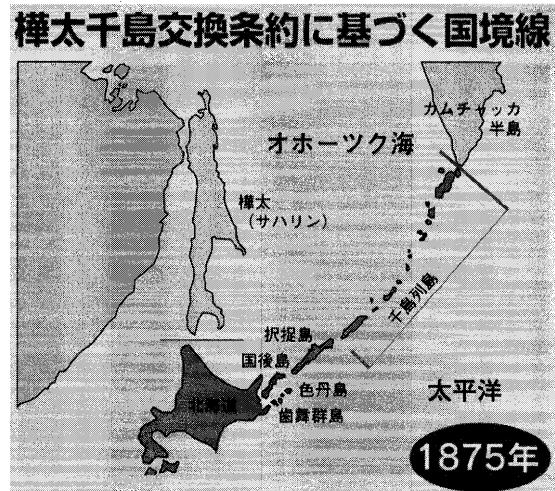 樺太千島交換条約に基づく国境線
カムチャッカ
半島
オホーツク海
樺太
(サハリン)
千島列島
択捉島
国後島
北海道
色丹島
歯舞群島
太平洋
1875年